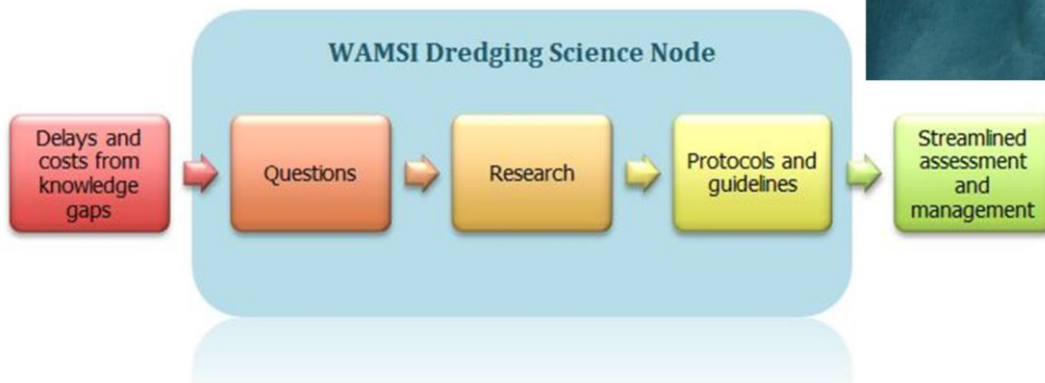 WAMSI Dredging Science Node
Delays and
costs from
knowledge
gaps
Questions
Research
Protocols and
guidelines
Streamlined
assessment
and
management